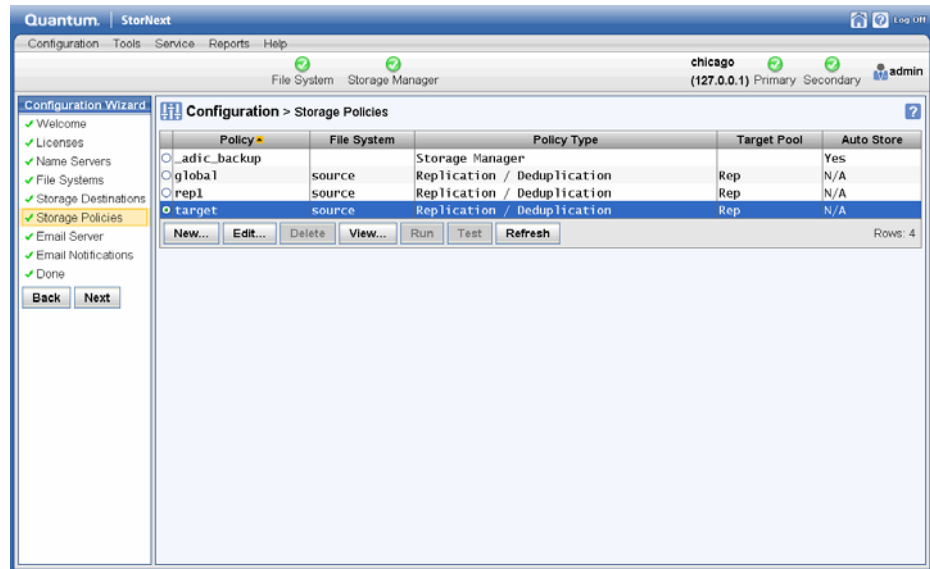 Quantum. StorNext
Log Off
Configuration Tools Service Reports Help
File System Storage Manager
chicago
(127.0.0.1) Primary Secondary
admin
Configuration Wizard
Welcome
Licenses
Name Servers
File Systems
Storage Destinations
Storage Policies
Email Server
Email Notifications
Done
Back Next
Configuration > Storage Policies
?
Policy File System Policy Type Target Pool Auto Store
_adic_backup Storage Manager Yes
global source Replication / Deduplication Rep N/A
rep1 source Replication / Deduplication Rep N/A
target source Replication / Deduplication Rep N/A
New... Edit... Delete View... Run Test Refresh
Rows: 4